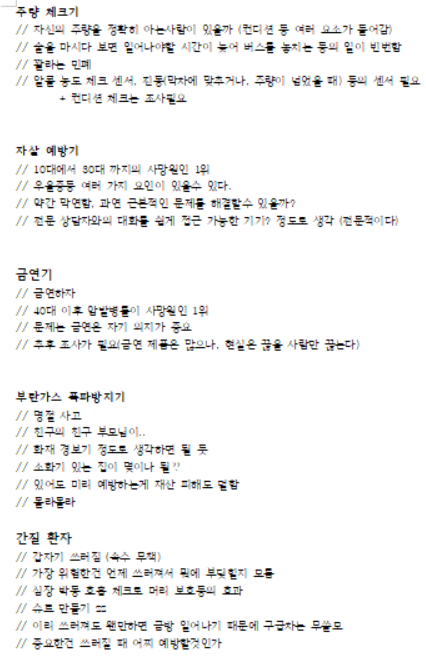 주량 체크기
// 자신의 주량을 정확히 아는사람이 있을까 (컨디션 등 여러 요소가 들어감)
// 술을 마시다 보면 일어나야할 시간이 늦어 버스를 놓치는 등의 일이 빈번함
// 꽐라는 민폐
// 알콜 농도 체크 센서, 진동(막차에 맞추거나, 주량이 넘었을 때) 등의 센서 필요
+ 컨디션 체크는 조사필요
자살 예방기
// 10대에서 30대 까지의 사망원인 1위
// 우울증등 여러 가지 요인이 있을수 있다.
// 약간 막연함, 과연 근본적인 문제를 해결할수 있을까?
// 전문 상담자와의 대화를 쉽게 접근 가능한 기기? 정도로 생각 (전문적이다)
금연기
// 금연하자
// 40대 이후 암발병률이 사망원인 1위
// 문제는 금연은 자기 의지가 중요
// 추후 조사가 필요(금연 제품은 많으나, 현실은 끊을 사람만 끊는다)
부탄가스 폭파방지기
// 명절 사고
// 친구의 친구 부모님이..
// 화재 경보기 정도로 생각하면 될 듯
// 소화기 있는 집이 몇이나 될??
// 있어도 미리 예방하는게 재산 피해도 덜함
// 몰라몰라
간질 환자
// 갑자기 쓰러짐 (속수 무책)
// 가장 위험한건 언제 쓰러져서 뭔에 부딪힐지 모름
// 심장 박동 호흡 체크로 머리 보호등의 효과
// 슈트 만들기 ㄷㄷ
// 이리 쓰러져도 왠만하면 금방 일어나기 때문에 구급차는 무쓸모
// 중요한건 쓰러질 때 어찌 예방할것인가